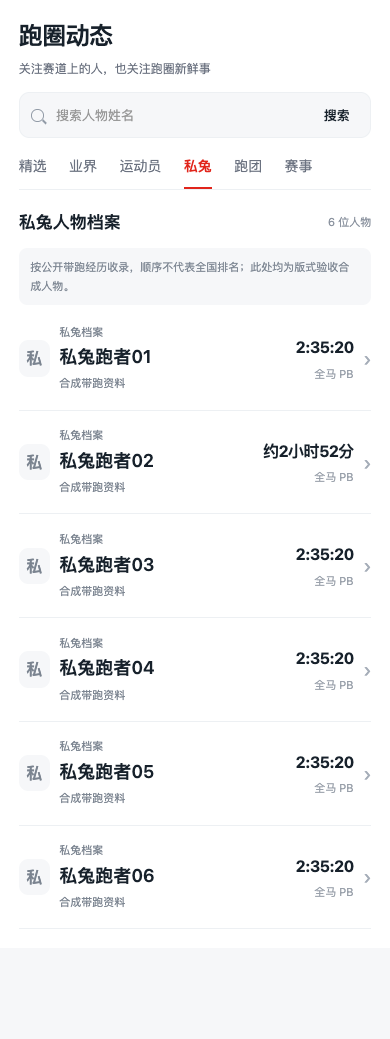 跑圈动态
关注赛道上的人，也关注跑圈新鲜事
搜索人物姓名
搜索
精选 业界 运动员 私兔 跑团 赛事
私兔人物档案
6 位人物
按公开带跑经历收录，顺序不代表全国排名；此处均为版式验收合
成人物。
私兔档案
私 私兔跑者01 2:35:20
合成带跑资料 全马 PB
私兔档案
私 私兔跑者02 约2小时52分
合成带跑资料 全马 PB
私兔档案
私 私兔跑者03 2:35:20
合成带跑资料 全马 PB
私兔档案
私 私兔跑者04 2:35:20
合成带跑资料 全马 PB
私兔档案
私 私兔跑者05 2:35:20
合成带跑资料 全马 PB
私兔档案
私 私兔跑者06 2:35:20
合成带跑资料 全马 PB